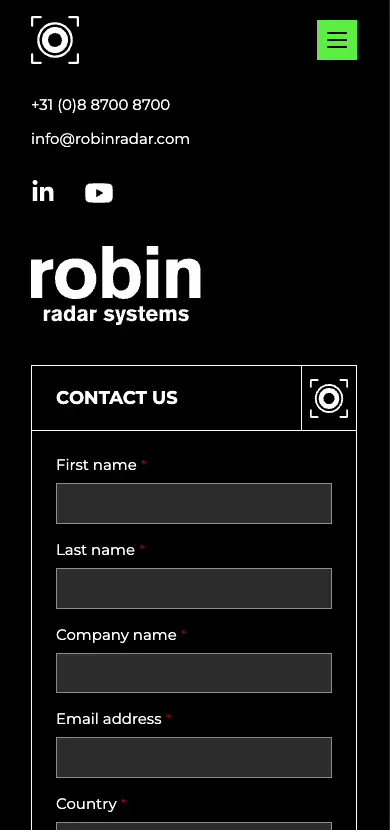 +31 (0)8 8700 8700
info@robinradar.com
in
robin
radar systems
CONTACT US
First name *
Last name *
Company name *
Email address *
Country *